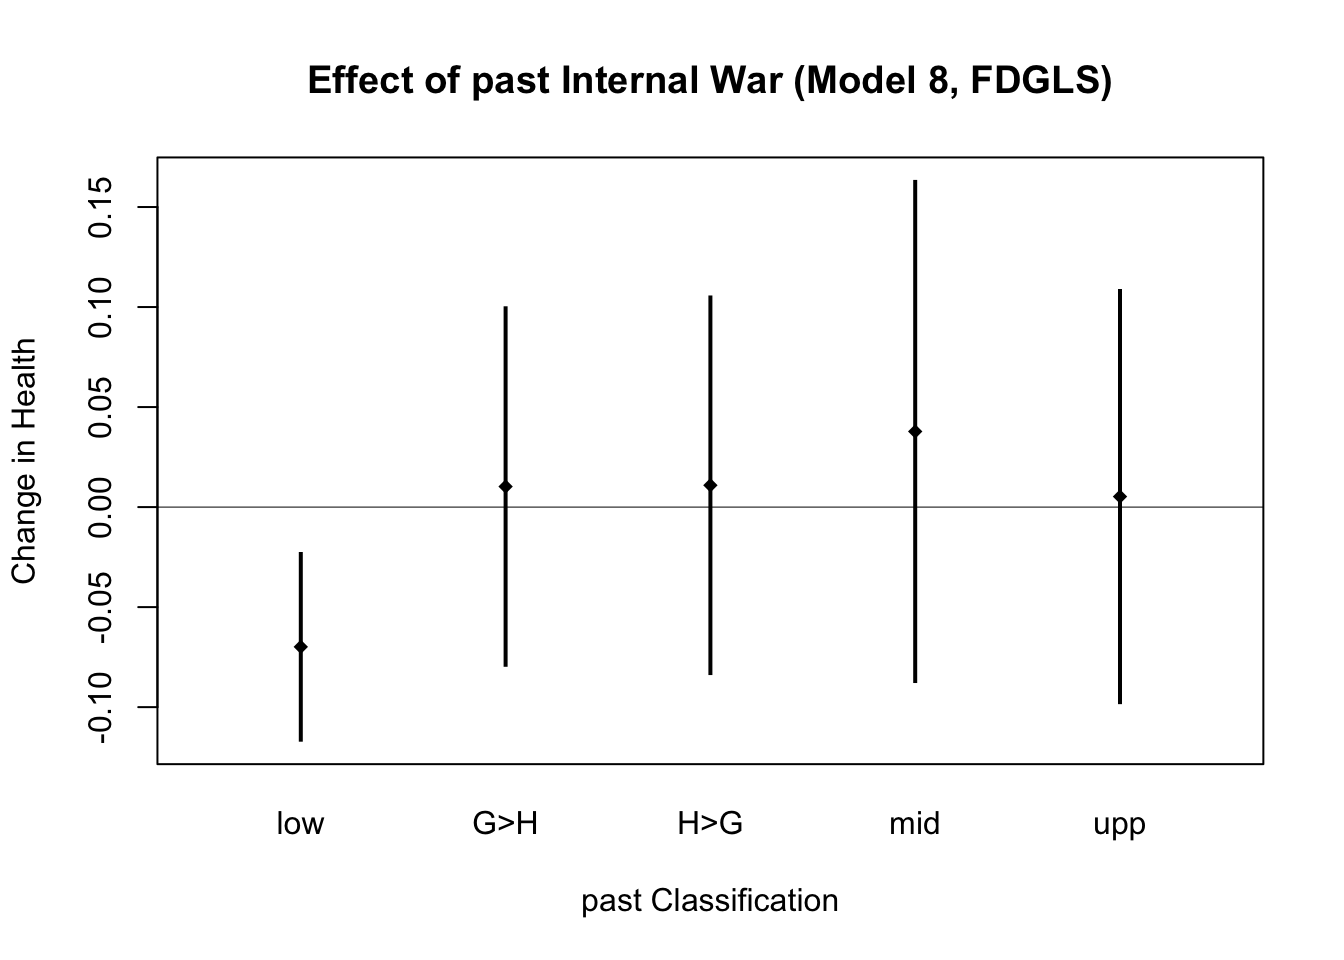 Effect of past Internal War (Model 8, FDGLS)
Change in Health
0.15
0.10
0.05
0.00
-0.05
-0.10
low G>H H>G mid upp
past Classification